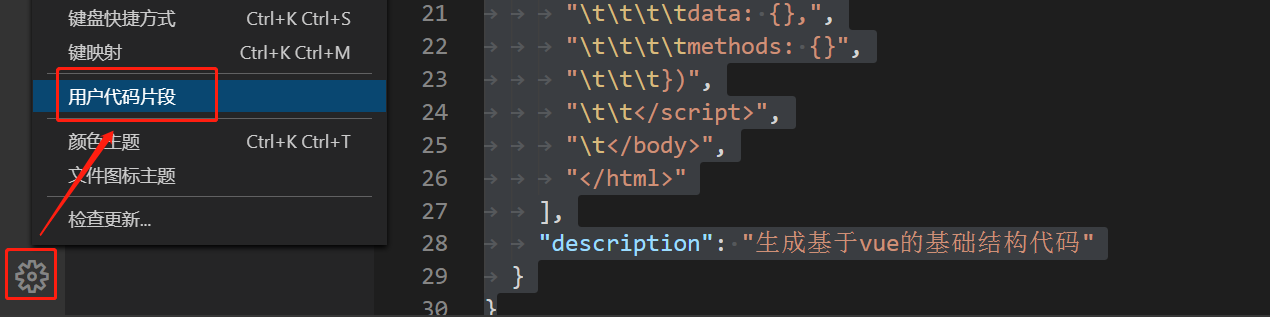 键盘快捷方式 Ctrl+K Ctrl+S
键映射 Ctrl+K Ctrl+M
用户代码片段
颜色主题 Ctrl+K Ctrl+T
文件图标主题
检查更新...
21 "\t\t\t\tdata: {},",
22 "\t\t\t\tmethods: {}",
23 "\t\t\t})",
24 "\t\t</script>",
25 "\t</body>",
26 "</html>"
27 ],
28 "description": "生成基于vue的基础结构代码"
29 }
30 }